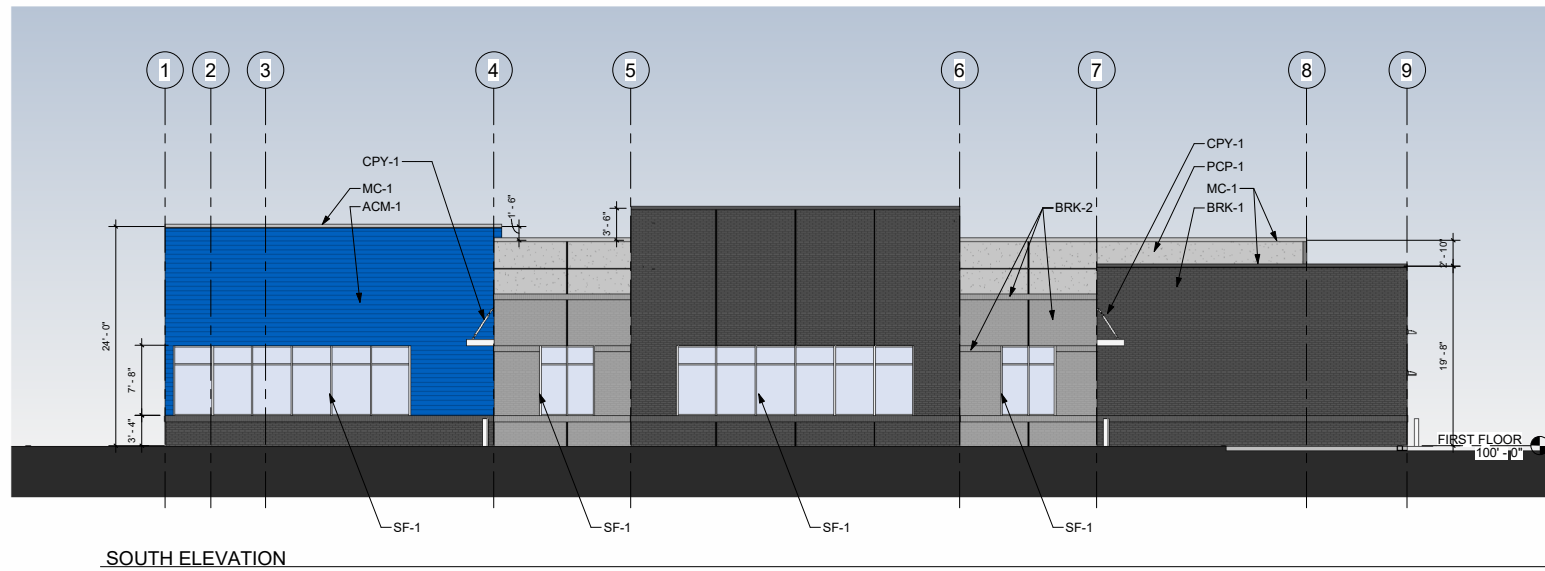 1 2 3 4 5 6 7 8 9
CPY-1
MC-1
ACM-1
1' - 6"
3' - 6"
BRK-2
CPY-1
PCP-1
MC-1
BRK-1
2' - 10"
24' - 0"
7' - 8"
3' - 4"
19' - 8"
FIRST FLOOR
100' - 0"
SF-1 SF-1 SF-1 SF-1
SOUTH ELEVATION